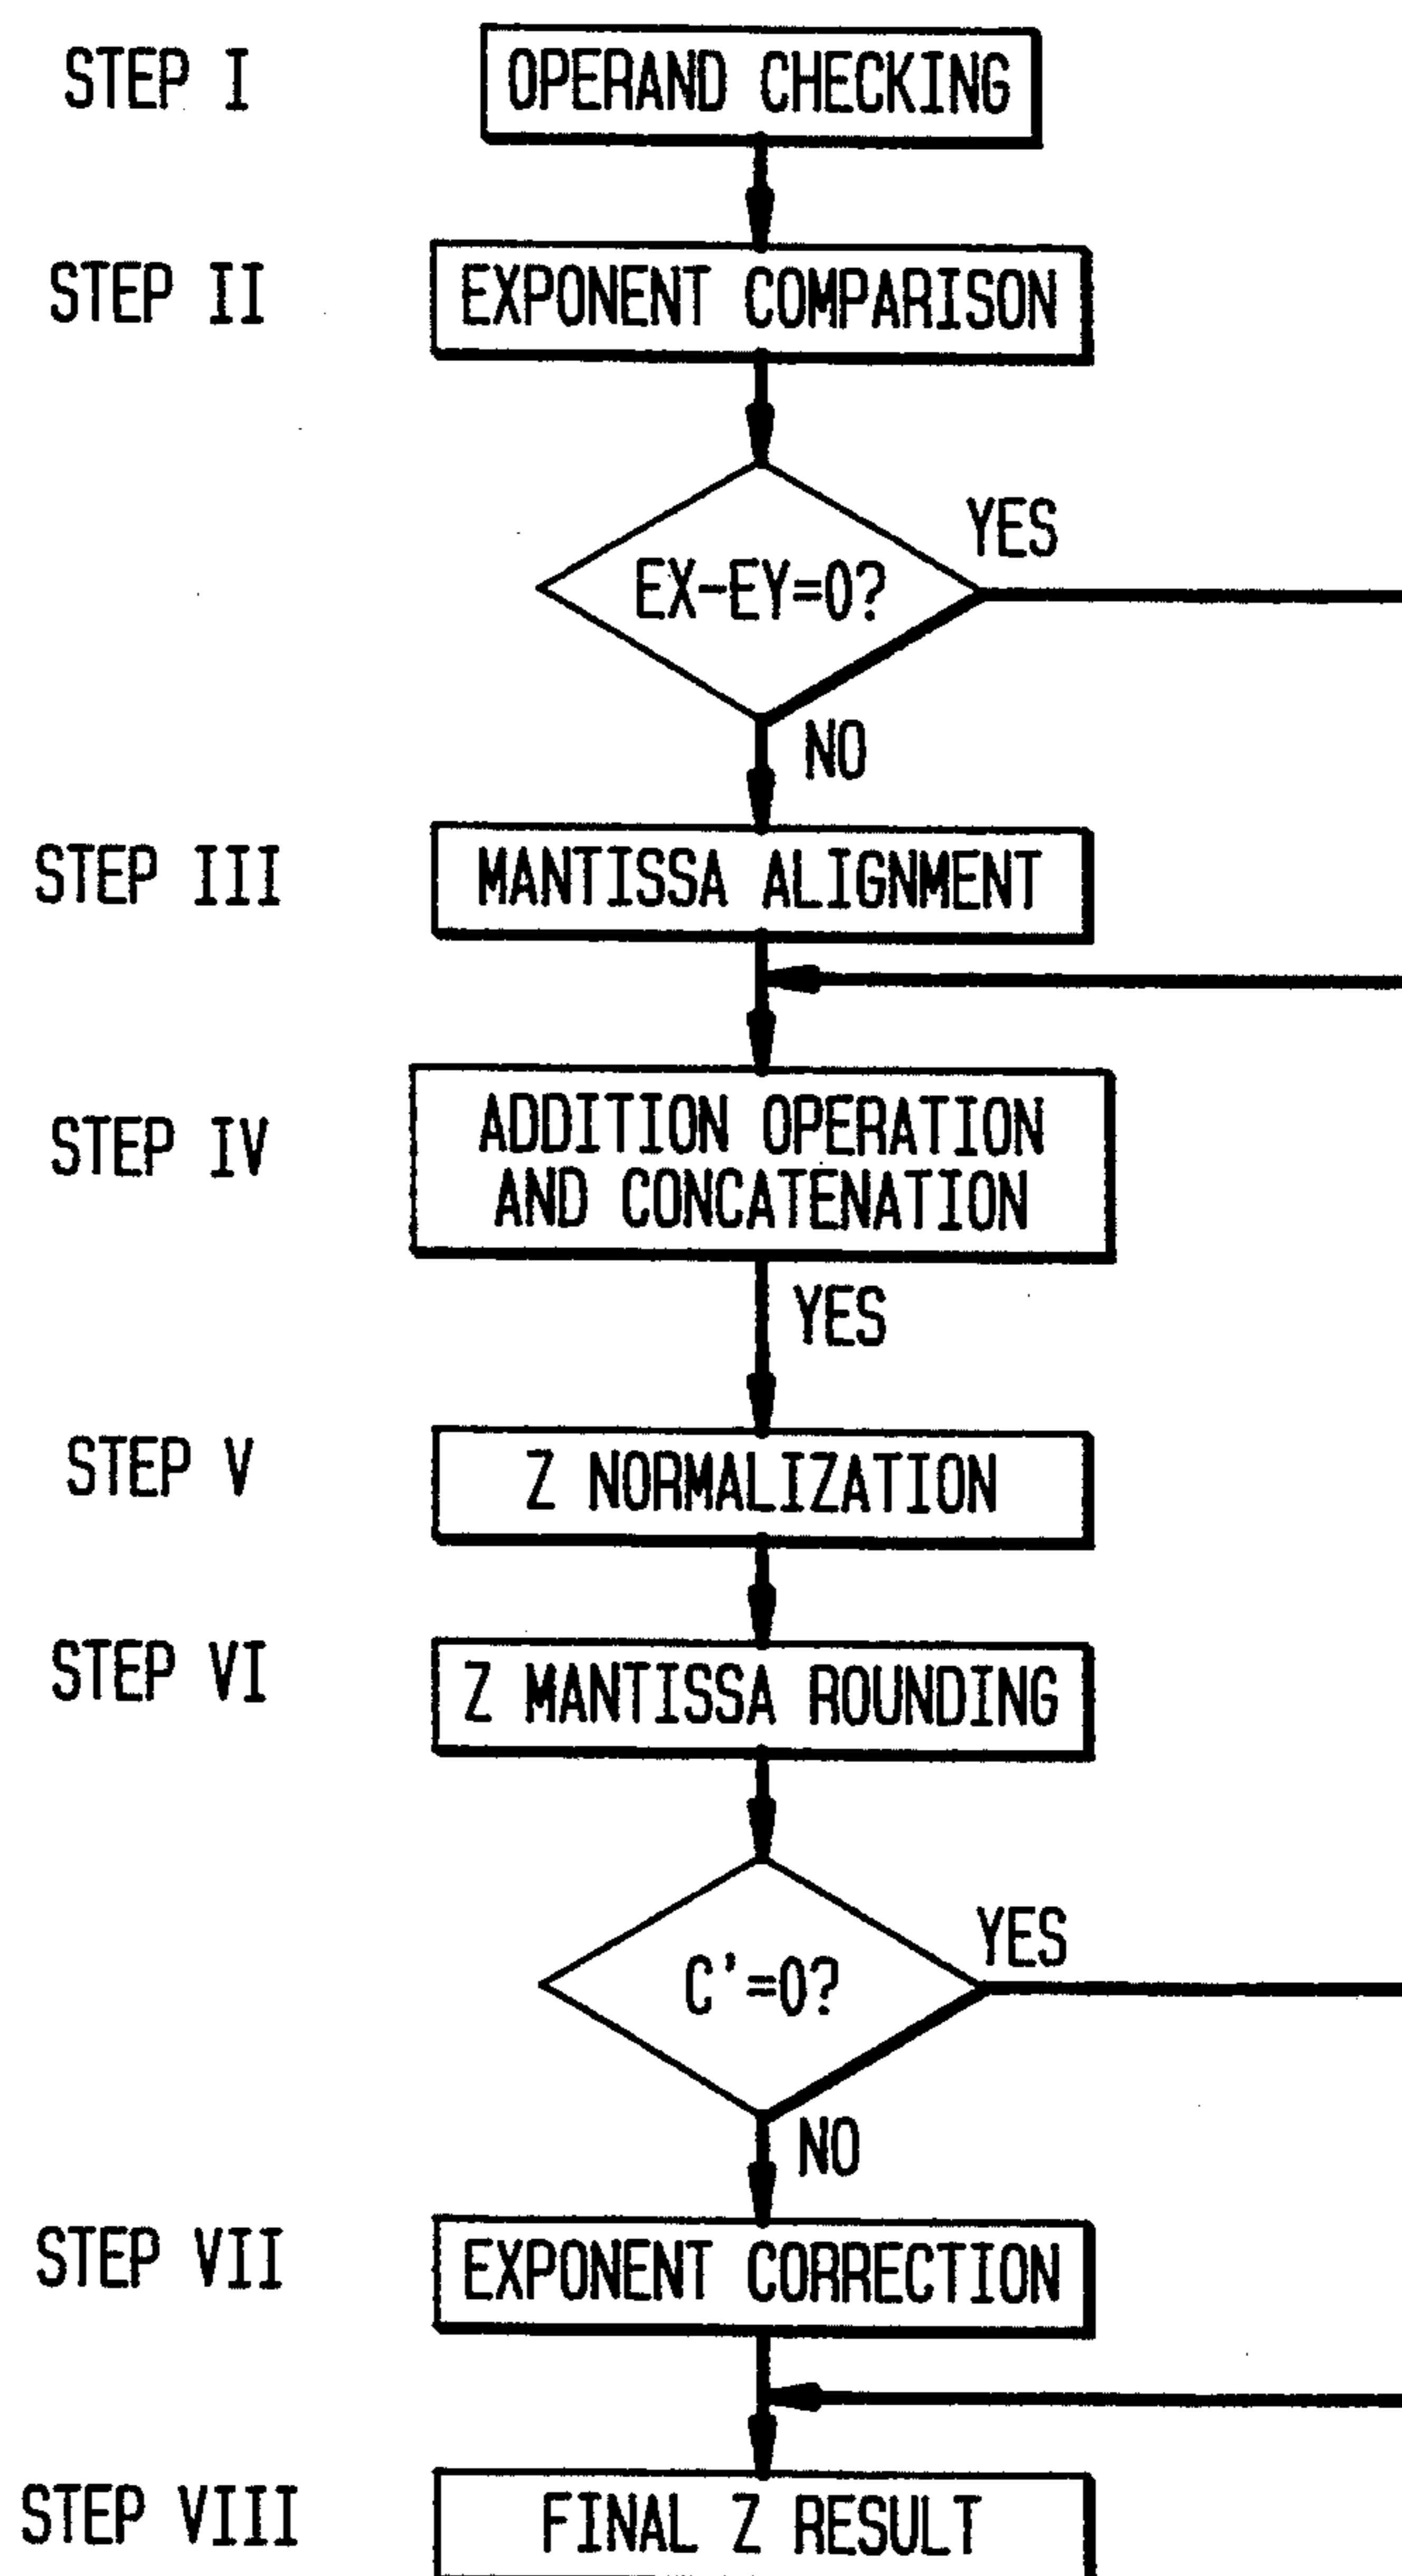 STEP I
OPERAND CHECKING
STEP II
EXPONENT COMPARISON
EX-EY=0?
YES
NO
STEP III
MANTISSA ALIGNMENT
STEP IV
ADDITION OPERATION
AND CONCATENATION
YES
STEP V
Z NORMALIZATION
STEP VI
Z MANTISSA ROUNDING
C'=0?
YES
NO
STEP VII
EXPONENT CORRECTION
STEP VIII
FINAL Z RESULT